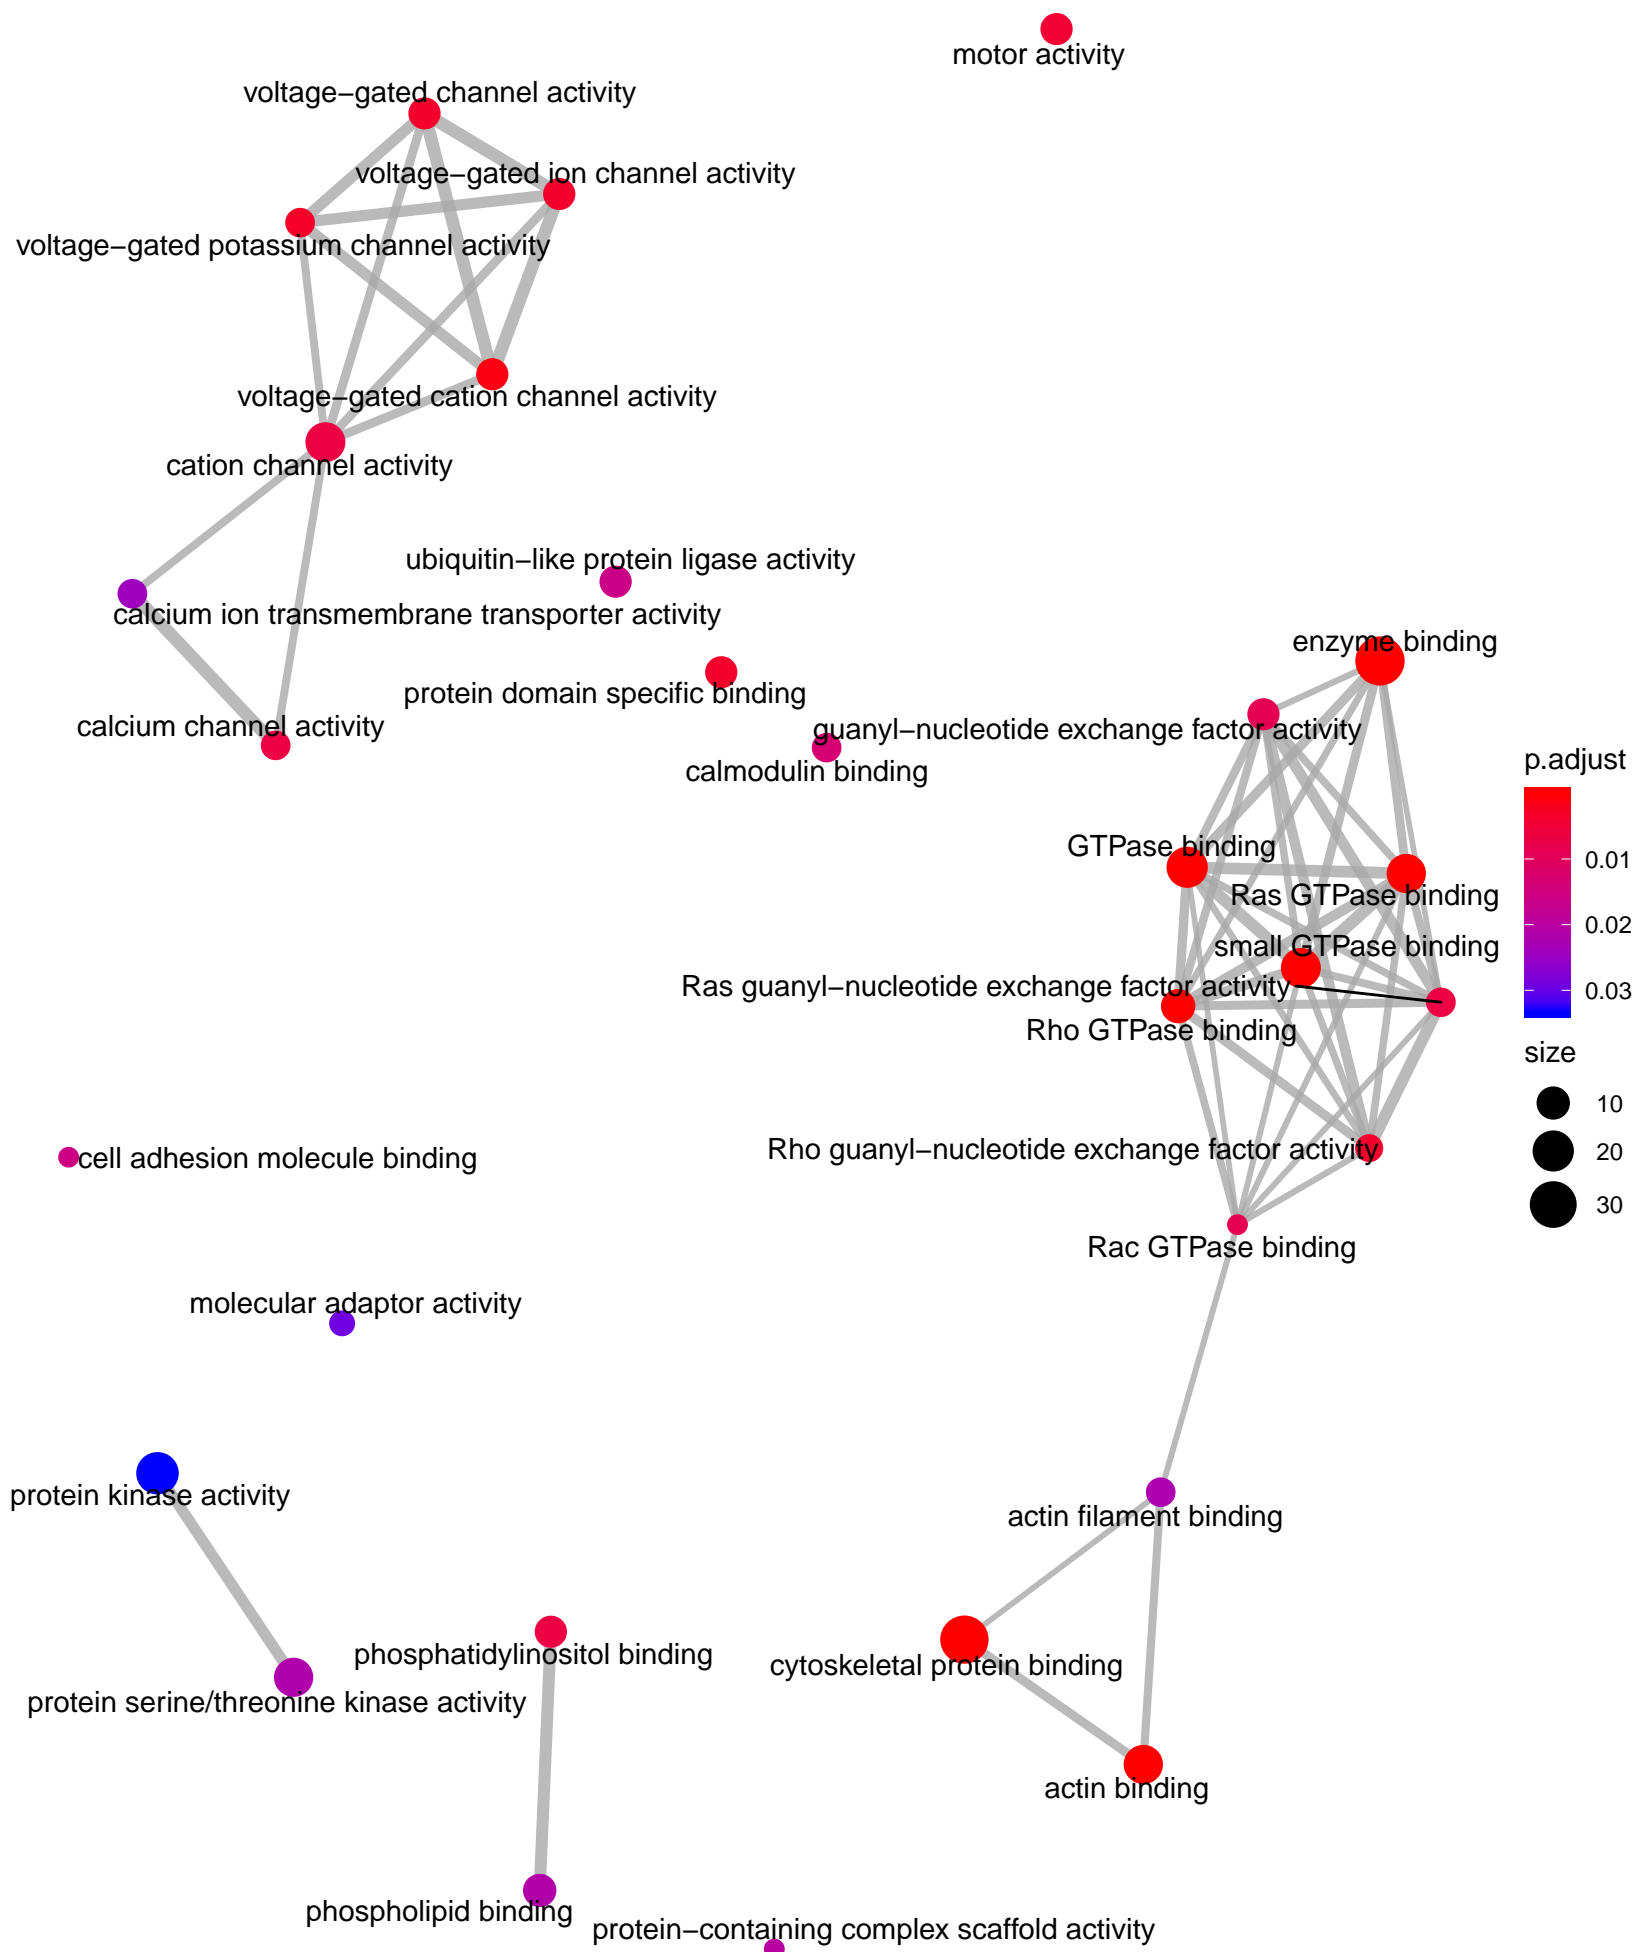 motor activity
voltage−gated channel activity
voltage−gated ion channel activity
voltage−gated potassium channel activity
voltage−gated cation channel activity
cation channel activity
ubiquitin−like protein ligase activity
calcium ion transmembrane transporter activity
enzyme binding
protein domain specific binding
calcium channel activity
guanyl−nucleotide exchange factor activity
calmodulin binding
p.adjust
0.01
0.02
0.03
GTPase binding
Ras GTPase binding
small GTPase binding
Ras guanyl−nucleotide exchange factor activity
Rho GTPase binding
size
10
20
30
Rho guanyl−nucleotide exchange factor activity
cell adhesion molecule binding
Rac GTPase binding
molecular adaptor activity
protein kinase activity
actin filament binding
phosphatidylinositol binding
cytoskeletal protein binding
protein serine/threonine kinase activity
actin binding
phospholipid binding
protein−containing complex scaffold activity